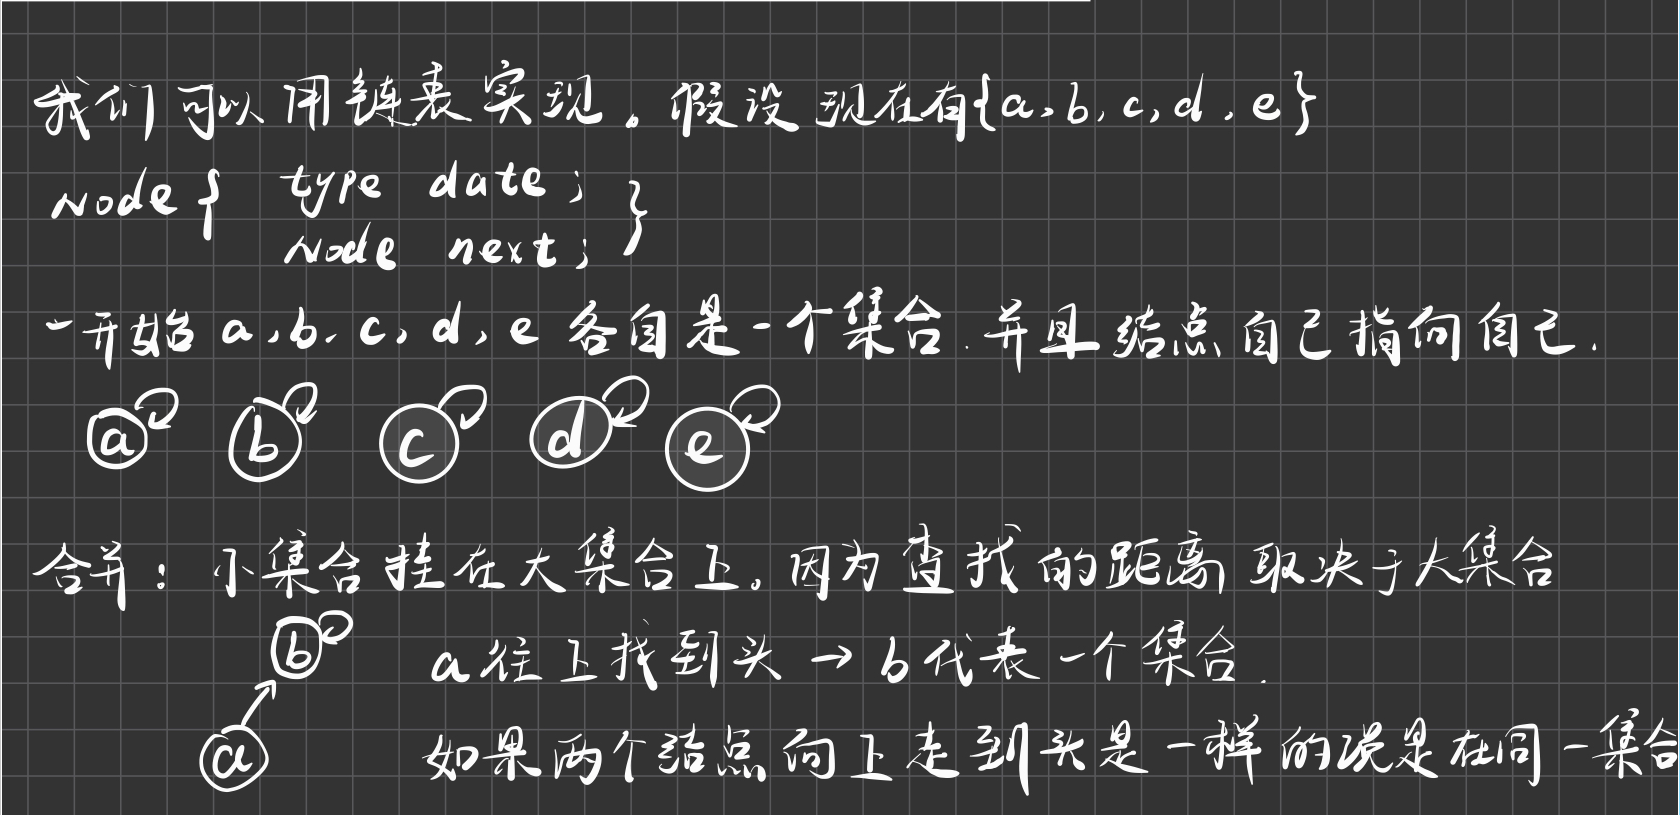 我们可以用链表实现。假设现在有{a,b,c,d,e}
Node{ type date; }
Node next;
一开始a,b,c,d,e各自是一个集合.并且结点自己指向自己.
a b c d e
合并:小集合挂在大集合上。因为查找的距离取决于大集合
b
a往上找到头→b代表一个集合.
a
如果两个结点向上走到头是一样的说是在同一集合